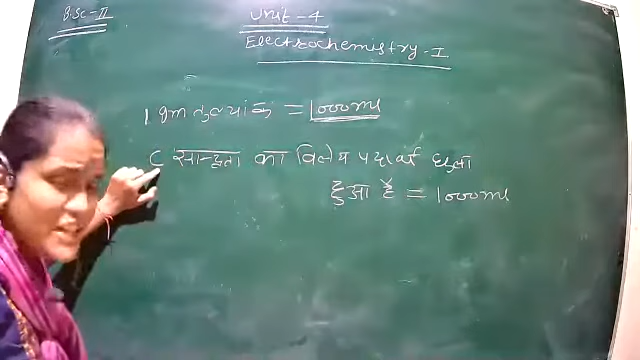 B.Sc-II
Unit-4
Electrochemistry-I
1 gm तुल्यांक = 1000ml
C सान्द्रता का विलेय पदार्थ घुला
हुआ है = 1000ml